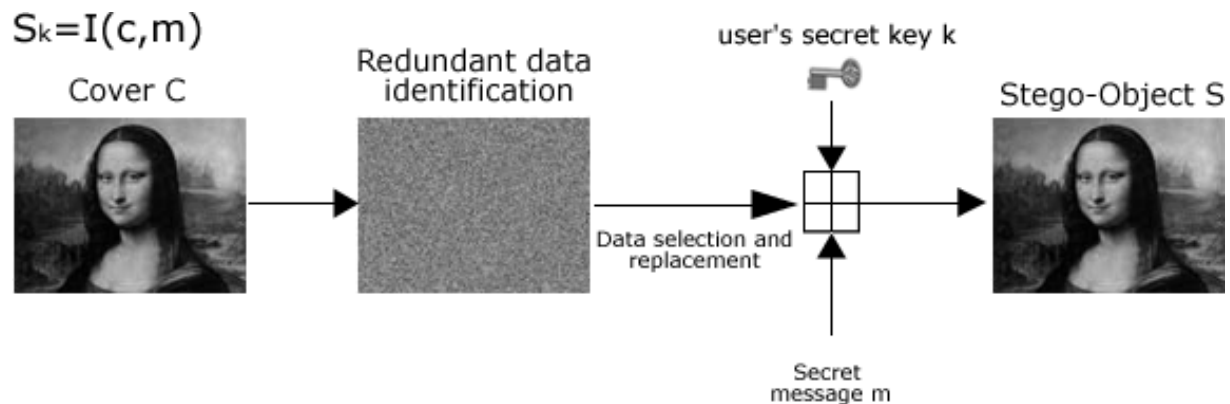 Sk=I(c,m)
Cover C
Redundant data
identification
Data selection and
replacement
user's secret key k
Secret
message m
Stego-Object S